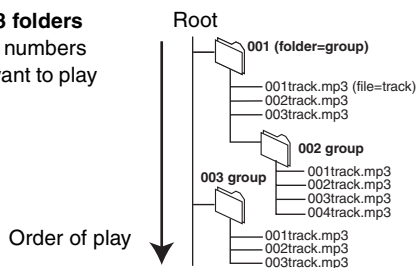 3 folders
numbers
ant to play
Root
001 (folder=group)
001track.mp3 (file=track)
002track.mp3
003track.mp3
002 group
001track.mp3
002track.mp3
003track.mp3
004track.mp3
003 group
001track.mp3
002track.mp3
003track.mp3
Order of play